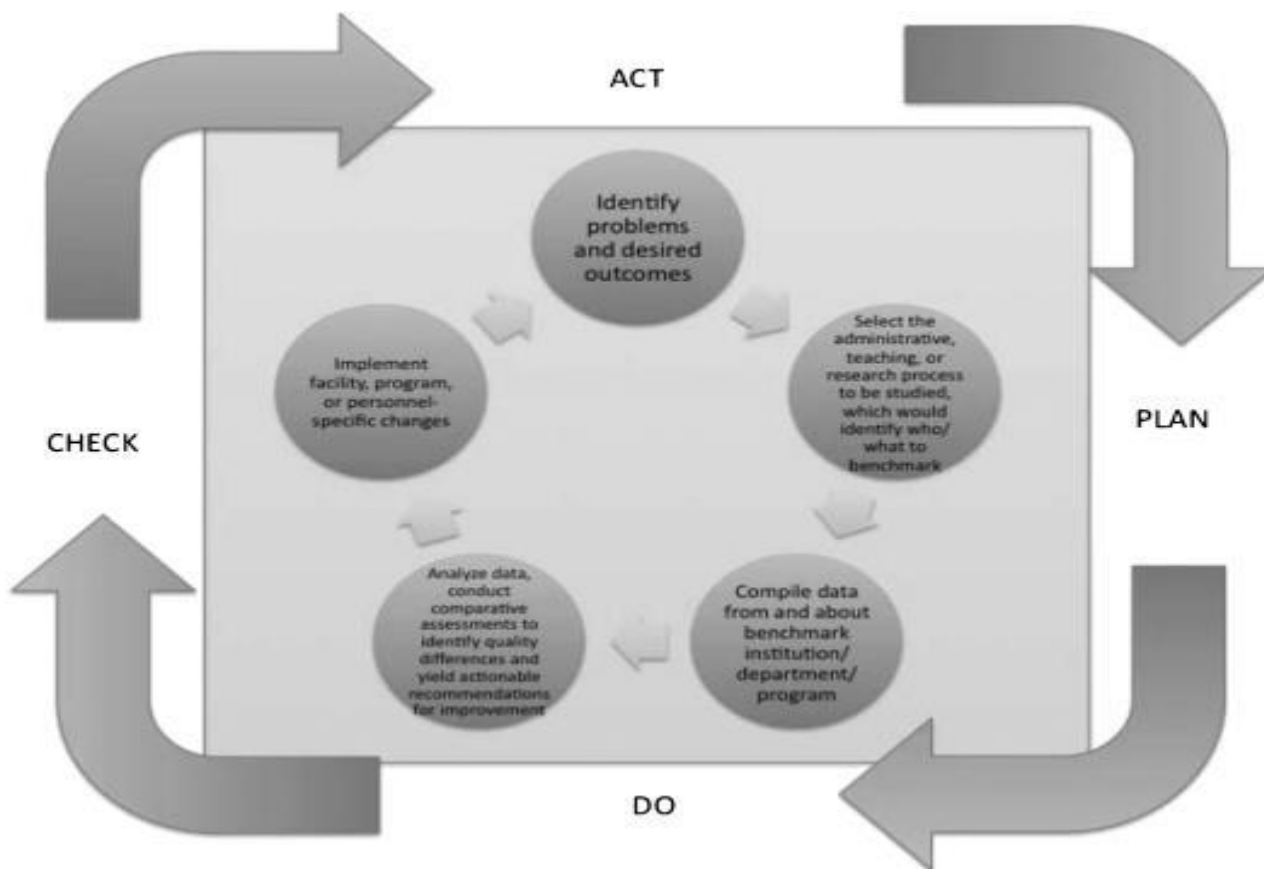 ACT
Identify
problems
and desired
outcomes
Select the
administrative,
teaching, or
research process
to be studied,
which would
identify who/
what to
benchmark
PLAN
Compile data
from and about
benchmark
institution/
department/
program
DO
Analyze data,
conduct
comparative
assessments to
identify quality
differences and
yield actionable
recommendations
for improvement
CHECK
Implement
facility, program,
or personnel-
specific changes